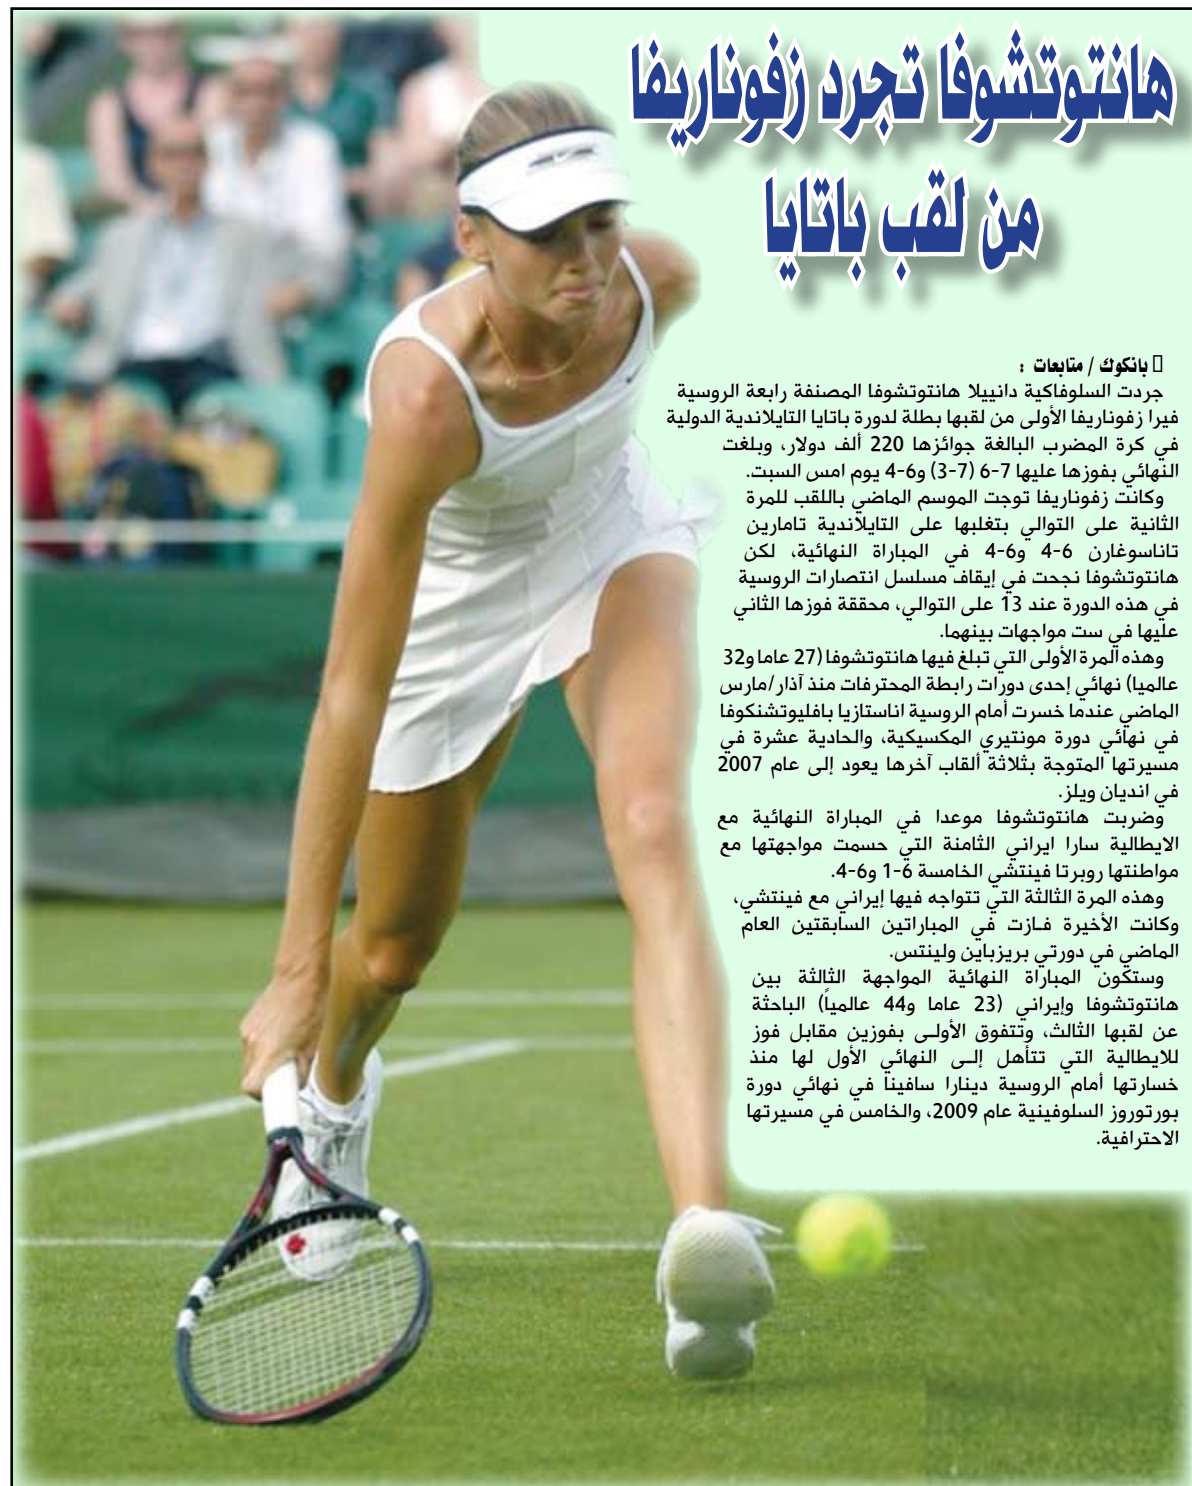 هانتوتشوفا تجرد زفوناريفا
من لقب باتايا
بانكوك / متابعات :
جردت السلوفاكية دانييلا هانتوتشوفا المصنفة رابعة الروسية
فيرا زفوناريفا الأولى من لقبها بطلة لدورة باتايا التايلاندية الدولية
في كرة المضرب البالغة جوائزها 220 ألف دولار، وبلغت
النهائي بفوزها عليها 7-6 (7-3) و6-4 يوم امس السبت.
وكانت زفوناريفا توجت الموسم الماضي باللقب للمرة
الثانية على التوالي بتغلبها على التايلاندية تامارين
تاناسوغارن 6-4 و6-4 في المباراة النهائية، لكن
هانتوتشوفا نجحت في إيقاف مسلسل انتصارات الروسية
في هذه الدورة عند 13 على التوالي، محققة فوزها الثاني
عليها في ست مواجهات بينهما.
وهذه المرة الأولى التي تبلغ فيها هانتوتشوفا (27 عاما و32
عالميا) نهائي إحدى دورات رابطة المحترفات منذ آذار/مارس
الماضي عندما خسرت أمام الروسية اناستازيا بافليوتشنكوفا
في نهائي دورة مونتيري المكسيكية، والحادية عشرة في
مسيرتها المتوجة بثلاثة ألقاب آخرها يعود إلى عام 2007
في انديان ويلز.
وضربت هانتوتشوفا موعدا في المباراة النهائية مع
الايطالية سارا ايراني الثامنة التي حسمت مواجهتها مع
مواطنتها روبرتا فينتشي الخامسة 6-1 و6-4.
وهذه المرة الثالثة التي تتواجه فيها إيراني مع فينتشي،
وكانت الأخيرة فازت في المباراتين السابقتين العام
الماضي في دورتي بريزباين ولينتس.
وستكون المباراة النهائية المواجهة الثالثة بين
هانتوتشوفا وإيراني (23 عاما و44 عالمياً) الباحثة
عن لقبها الثالث، وتتفوق الأولى بفوزين مقابل فوز
للايطالية التي تتأهل إلى النهائي الأول لها منذ
خسارتها أمام الروسية دينارا سافينا في نهائي دورة
بورتوروز السلوفينية عام 2009، والخامس في مسيرتها
الاحترافية.